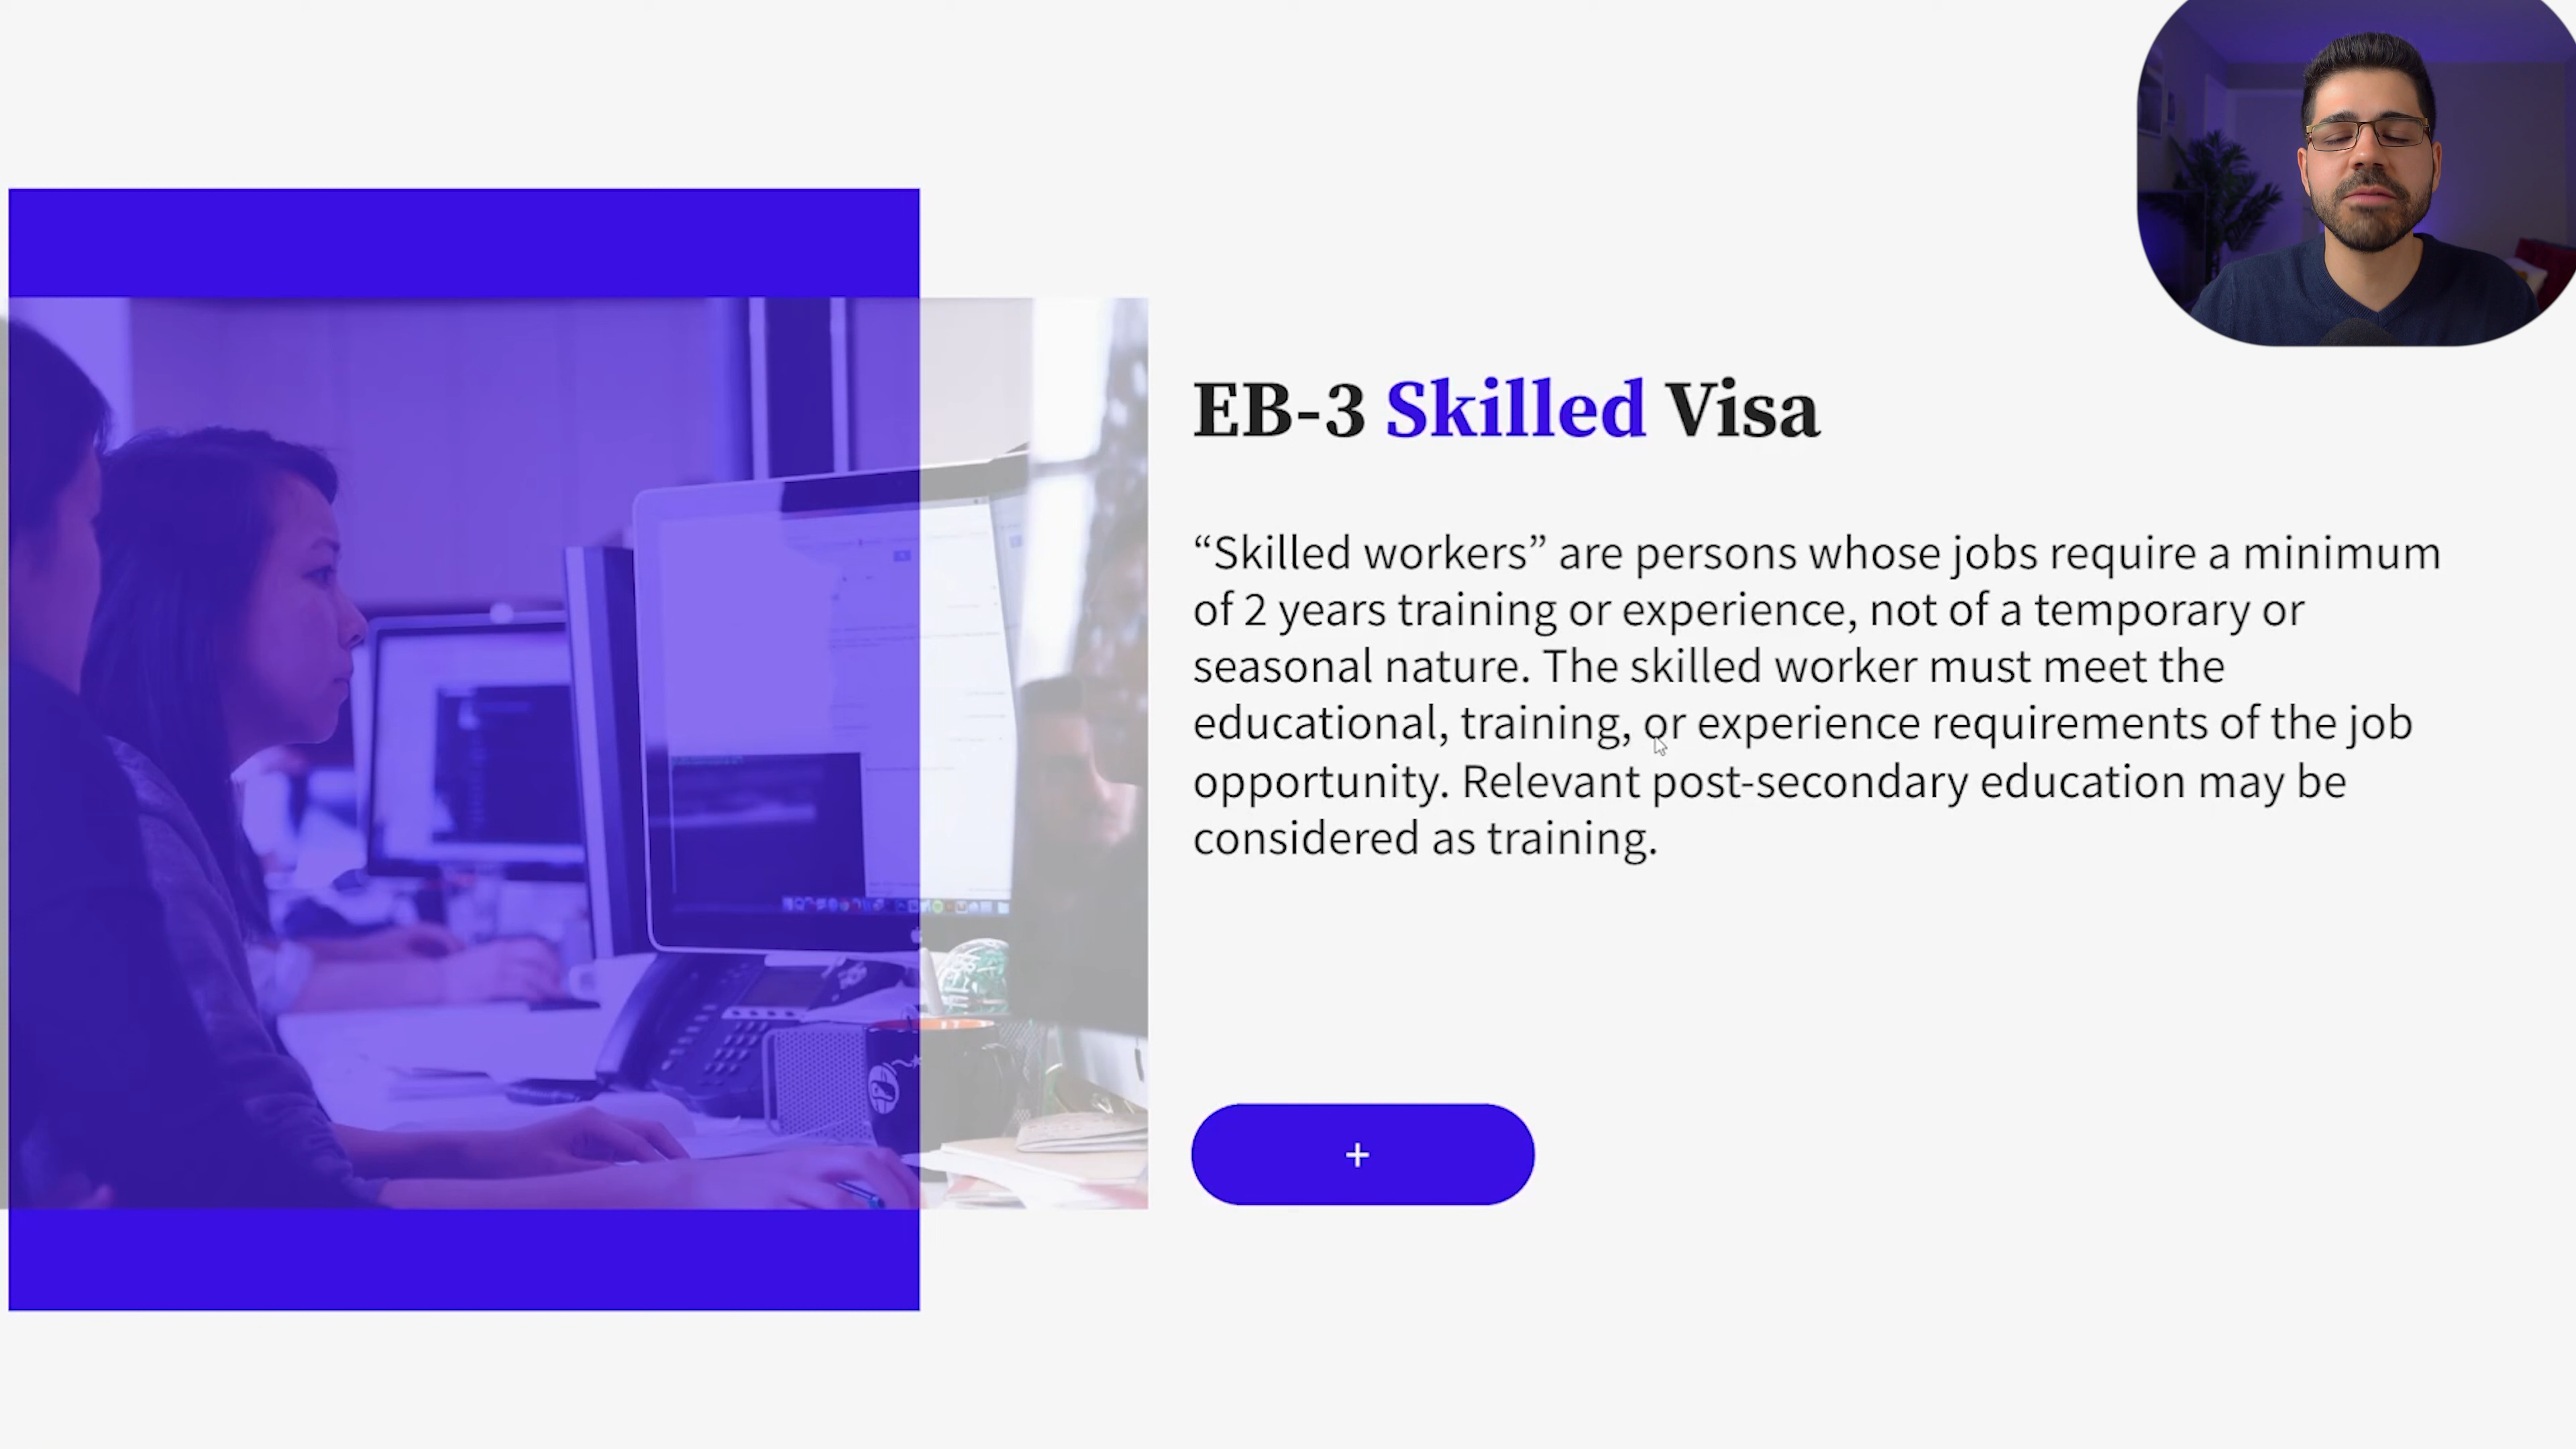 EB-3 Skilled Visa
“Skilled workers” are persons whose jobs require a minimum
of 2 years training or experience, not of a temporary or
seasonal nature. The skilled worker must meet the
educational, training, or experience requirements of the job
opportunity. Relevant post-secondary education may be
considered as training.
+